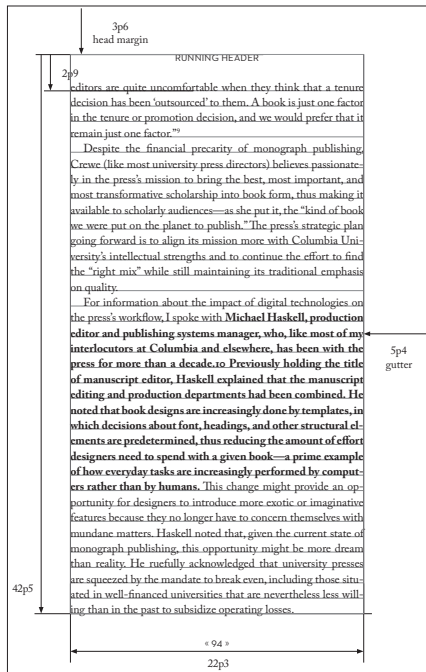 3p6
head margin
RUNNING HEADER
2p9
editors are quite uncomfortable when they think that a tenure
decision has been ‘outsourced’ to them. A book is just one factor
in the tenure or promotion decision, and we would prefer that it
remain just one factor.”⁹
Despite the financial precarity of monograph publishing,
Crewe (like most university press directors) believes passionate-
ly in the press’s mission to bring the best, most important, and
most transformative scholarship into book form, thus making it
available to scholarly audiences—as she put it, the “kind of book
we were put on the planet to publish.” The press’s strategic plan
going forward is to align its mission more with Columbia Uni-
versity’s intellectual strengths and to continue the effort to find
the “right mix” while still maintaining its traditional emphasis
on quality.
For information about the impact of digital technologies on
the press’s workflow, I spoke with Michael Haskell, production
editor and publishing systems manager, who, like most of my
interlocutors at Columbia and elsewhere, has been with the
press for more than a decade.10 Previously holding the title
of manuscript editor, Haskell explained that the manuscript
editing and production departments had been combined. He
noted that book designs are increasingly done by templates, in
which decisions about font, headings, and other structural el-
ements are predetermined, thus reducing the amount of effort
designers need to spend with a given book—a prime example
of how everyday tasks are increasingly performed by comput-
ers rather than by humans. This change might provide an op-
portunity for designers to introduce more exotic or imaginative
features because they no longer have to concern themselves with
mundane matters. Haskell noted that, given the current state of
monograph publishing, this opportunity might be more dream
than reality. He ruefully acknowledged that university presses
are squeezed by the mandate to break even, including those situ-
ated in well-financed universities that are nevertheless less will-
ing than in the past to subsidize operating losses.
5p4
gutter
42p5
« 94 »
22p3